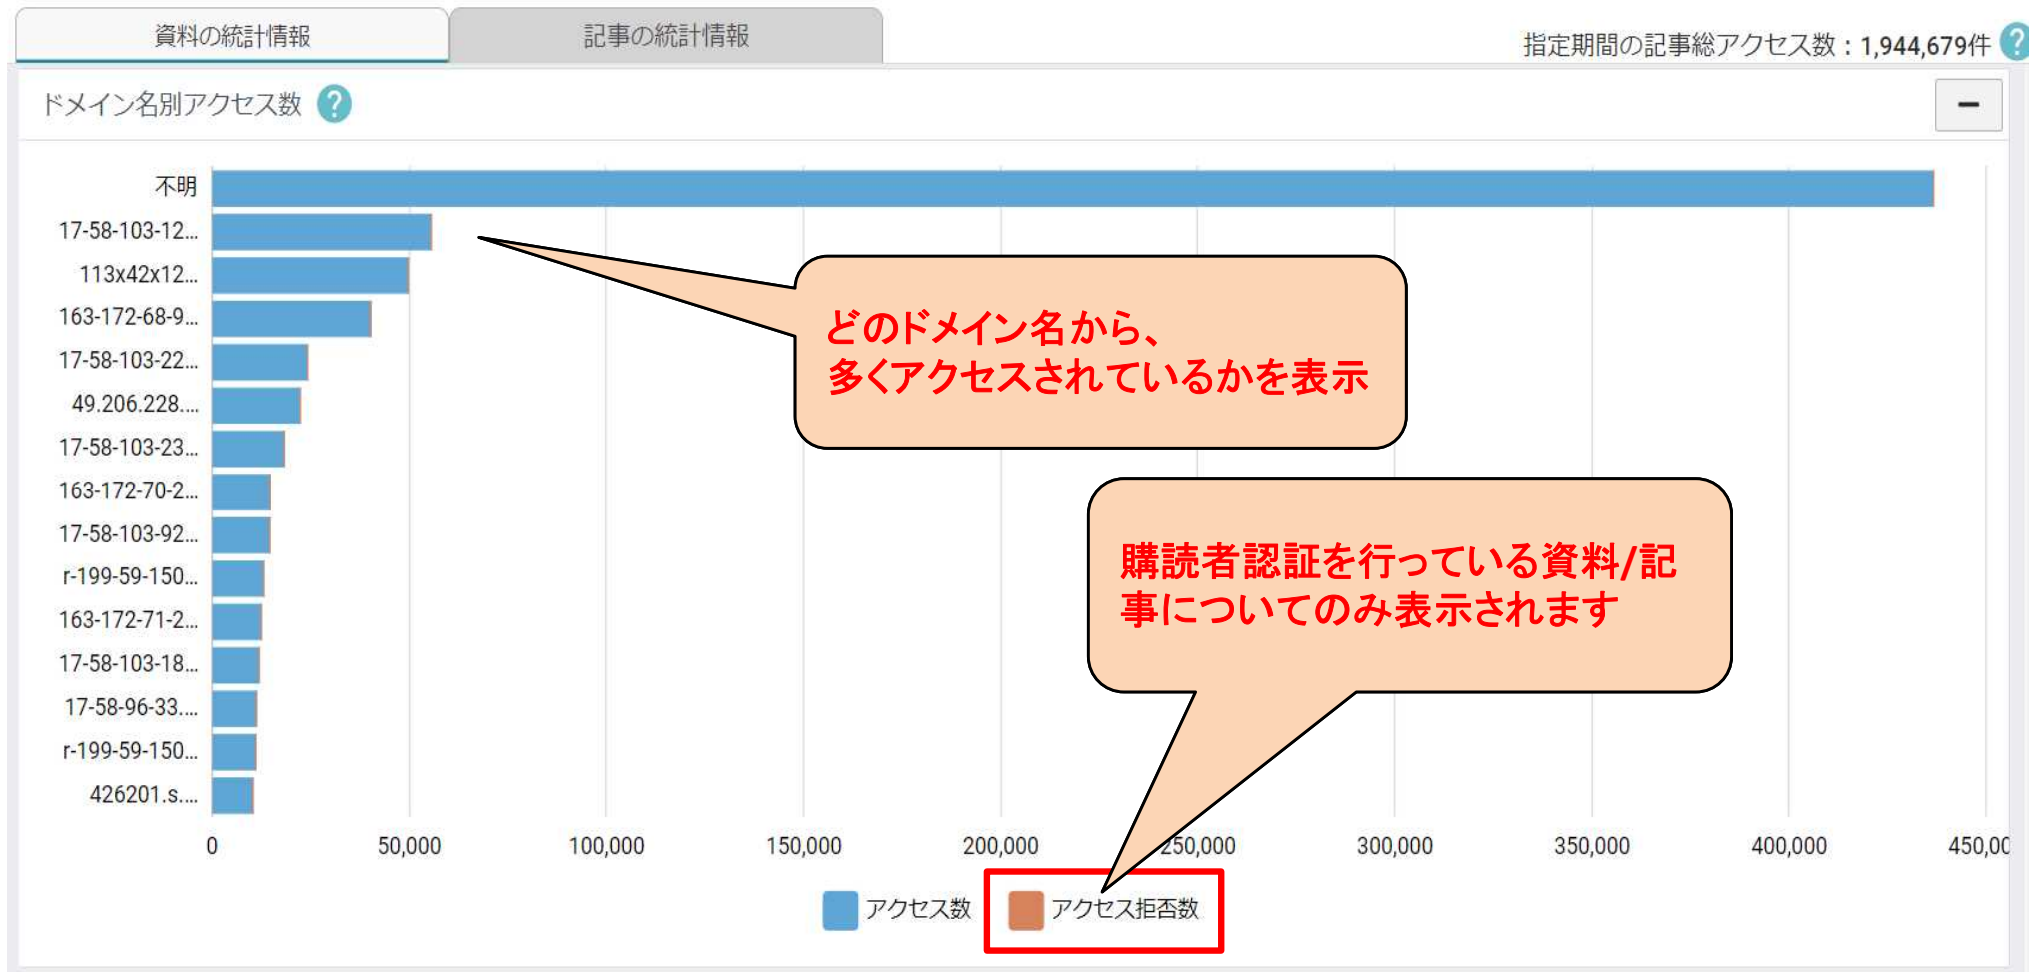 資料の統計情報
記事の統計情報
指定期間の記事総アクセス数：1,944,679件 ?
ドメイン名別アクセス数 ?
−
不明
17-58-103-12...
113x42x12...
163-172-68-9...
17-58-103-22...
49.206.228....
17-58-103-23...
163-172-70-2...
17-58-103-92...
r-199-59-150...
163-172-71-2...
17-58-103-18...
17-58-96-33....
r-199-59-150...
426201.s....
どのドメイン名から、
多くアクセスされているかを表示
購読者認証を行っている資料/記
事についてのみ表示されます
0 50,000 100,000 150,000 200,000 250,000 300,000 350,000 400,000 450,00
アクセス数 アクセス拒否数